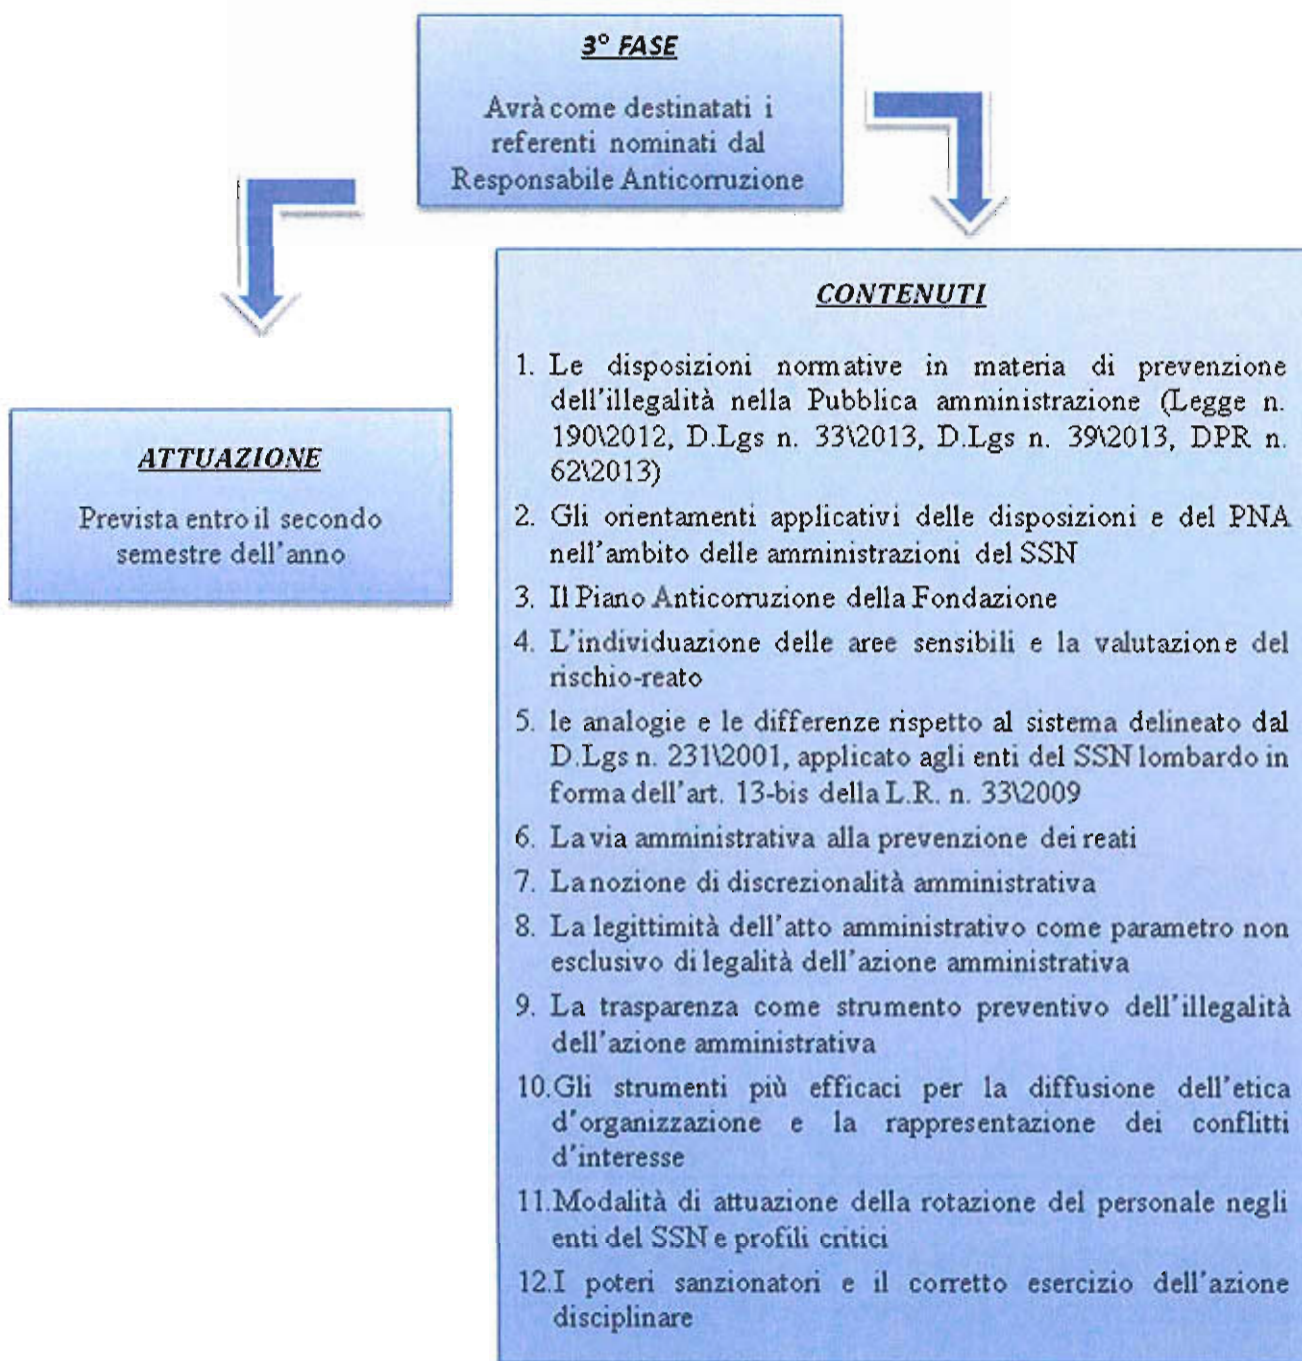 3° FASE
Avrà come destinatati i
referenti nominati dal
Responsabile Anticorruzione
ATTUAZIONE
Prevista entro il secondo
semestre dell'anno
CONTENUTI
1. Le disposizioni normative in materia di prevenzione
dell'illegalità nella Pubblica amministrazione (Legge n.
190\2012, D.Lgs n. 33\2013, D.Lgs n. 39\2013, DPR n.
62\2013)
2. Gli orientamenti applicativi delle disposizioni e del PNA
nell'ambito delle amministrazioni del SSN
3. Il Piano Anticorruzione della Fondazione
4. L'individuazione delle aree sensibili e la valutazione del
rischio-reato
5. le analogie e le differenze rispetto al sistema delineato dal
D.Lgs n. 231\2001, applicato agli enti del SSN lombardo in
forma dell'art. 13-bis della L.R. n. 33\2009
6. La via amministrativa alla prevenzione dei reati
7. La nozione di discrezionalità amministrativa
8. La legittimità dell'atto amministrativo come parametro non
esclusivo di legalità dell'azione amministrativa
9. La trasparenza come strumento preventivo dell'illegalità
dell'azione amministrativa
10.Gli strumenti più efficaci per la diffusione dell'etica
d'organizzazione e la rappresentazione dei conflitti
d'interesse
11.Modalità di attuazione della rotazione del personale negli
enti del SSN e profili critici
12.I poteri sanzionatori e il corretto esercizio dell'azione
disciplinare